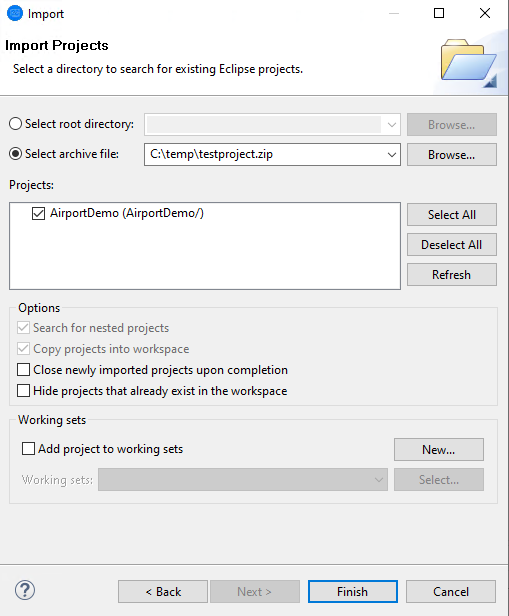 Import
Import Projects
Select a directory to search for existing Eclipse projects.
Select root directory: Browse...
Select archive file: C:\temp\testproject.zip Browse...
Projects:
AirportDemo (AirportDemo/) Select All
Deselect All
Refresh
Options
Search for nested projects
Copy projects into workspace
Close newly imported projects upon completion
Hide projects that already exist in the workspace
Working sets
Add project to working sets New...
Working sets: Select...
? < Back Next > Finish Cancel